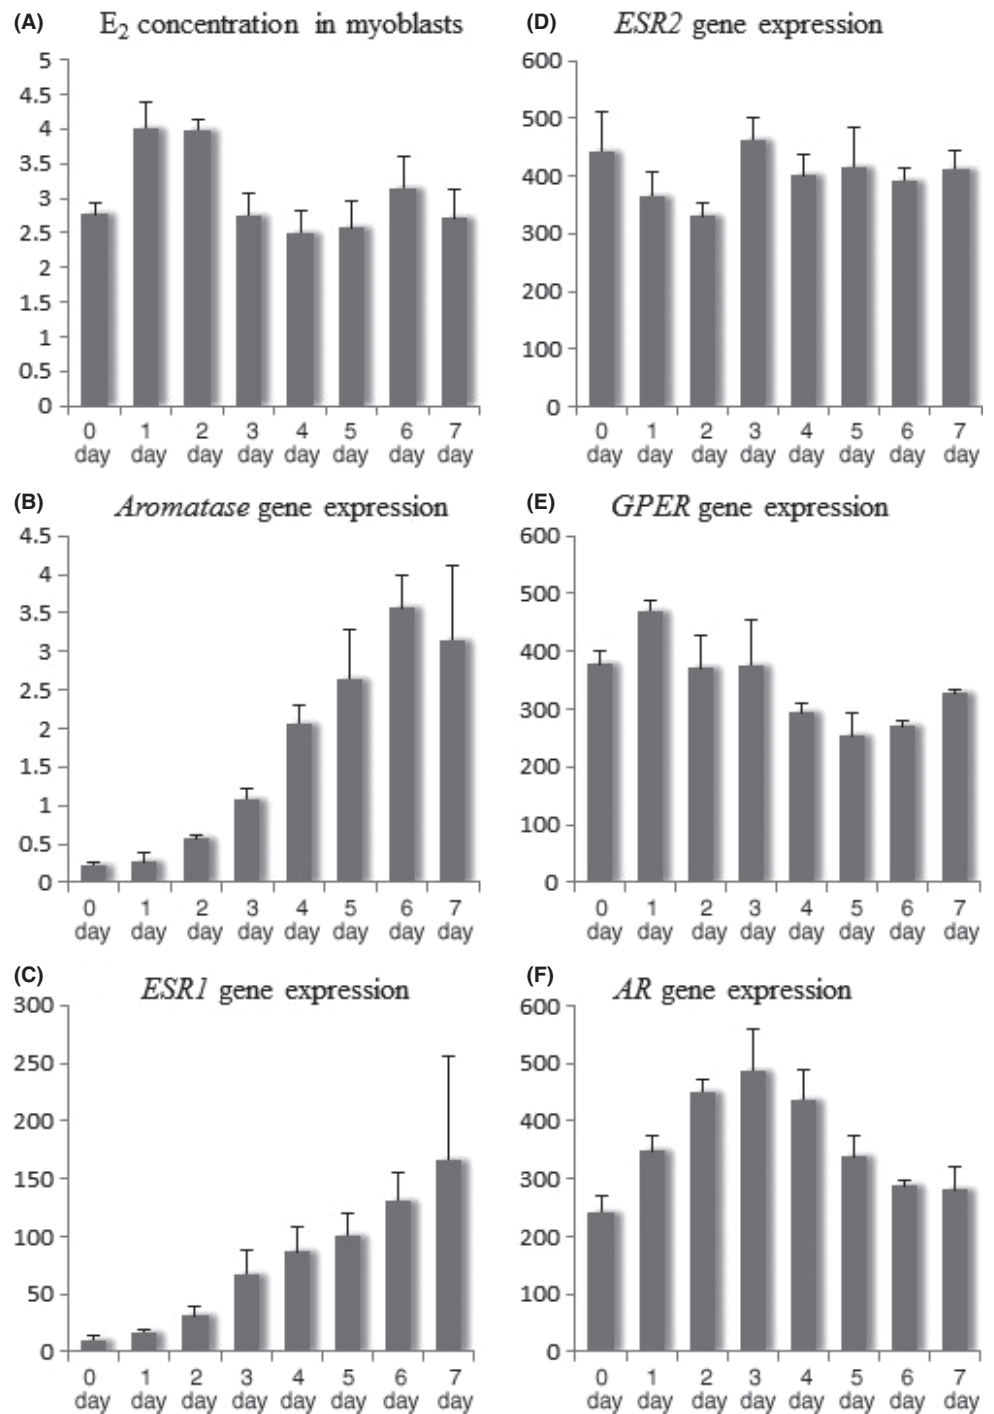 (A) E₂ concentration in myoblasts
5
4.5
4
3.5
3
2.5
2
1.5
1
0.5
0
0 1 2 3 4 5 6 7
day day day day day day day day
(B) Aromatase gene expression
4.5
4
3.5
3
2.5
2
1.5
1
0.5
0
0 1 2 3 4 5 6 7
day day day day day day day day
(C) ESR1 gene expression
300
250
200
150
100
50
0
0 1 2 3 4 5 6 7
day day day day day day day day
(D) ESR2 gene expression
600
500
400
300
200
100
0
0 1 2 3 4 5 6 7
day day day day day day day day
(E) GPER gene expression
600
500
400
300
200
100
0
0 1 2 3 4 5 6 7
day day day day day day day day
(F) AR gene expression
600
500
400
300
200
100
0
0 1 2 3 4 5 6 7
day day day day day day day day